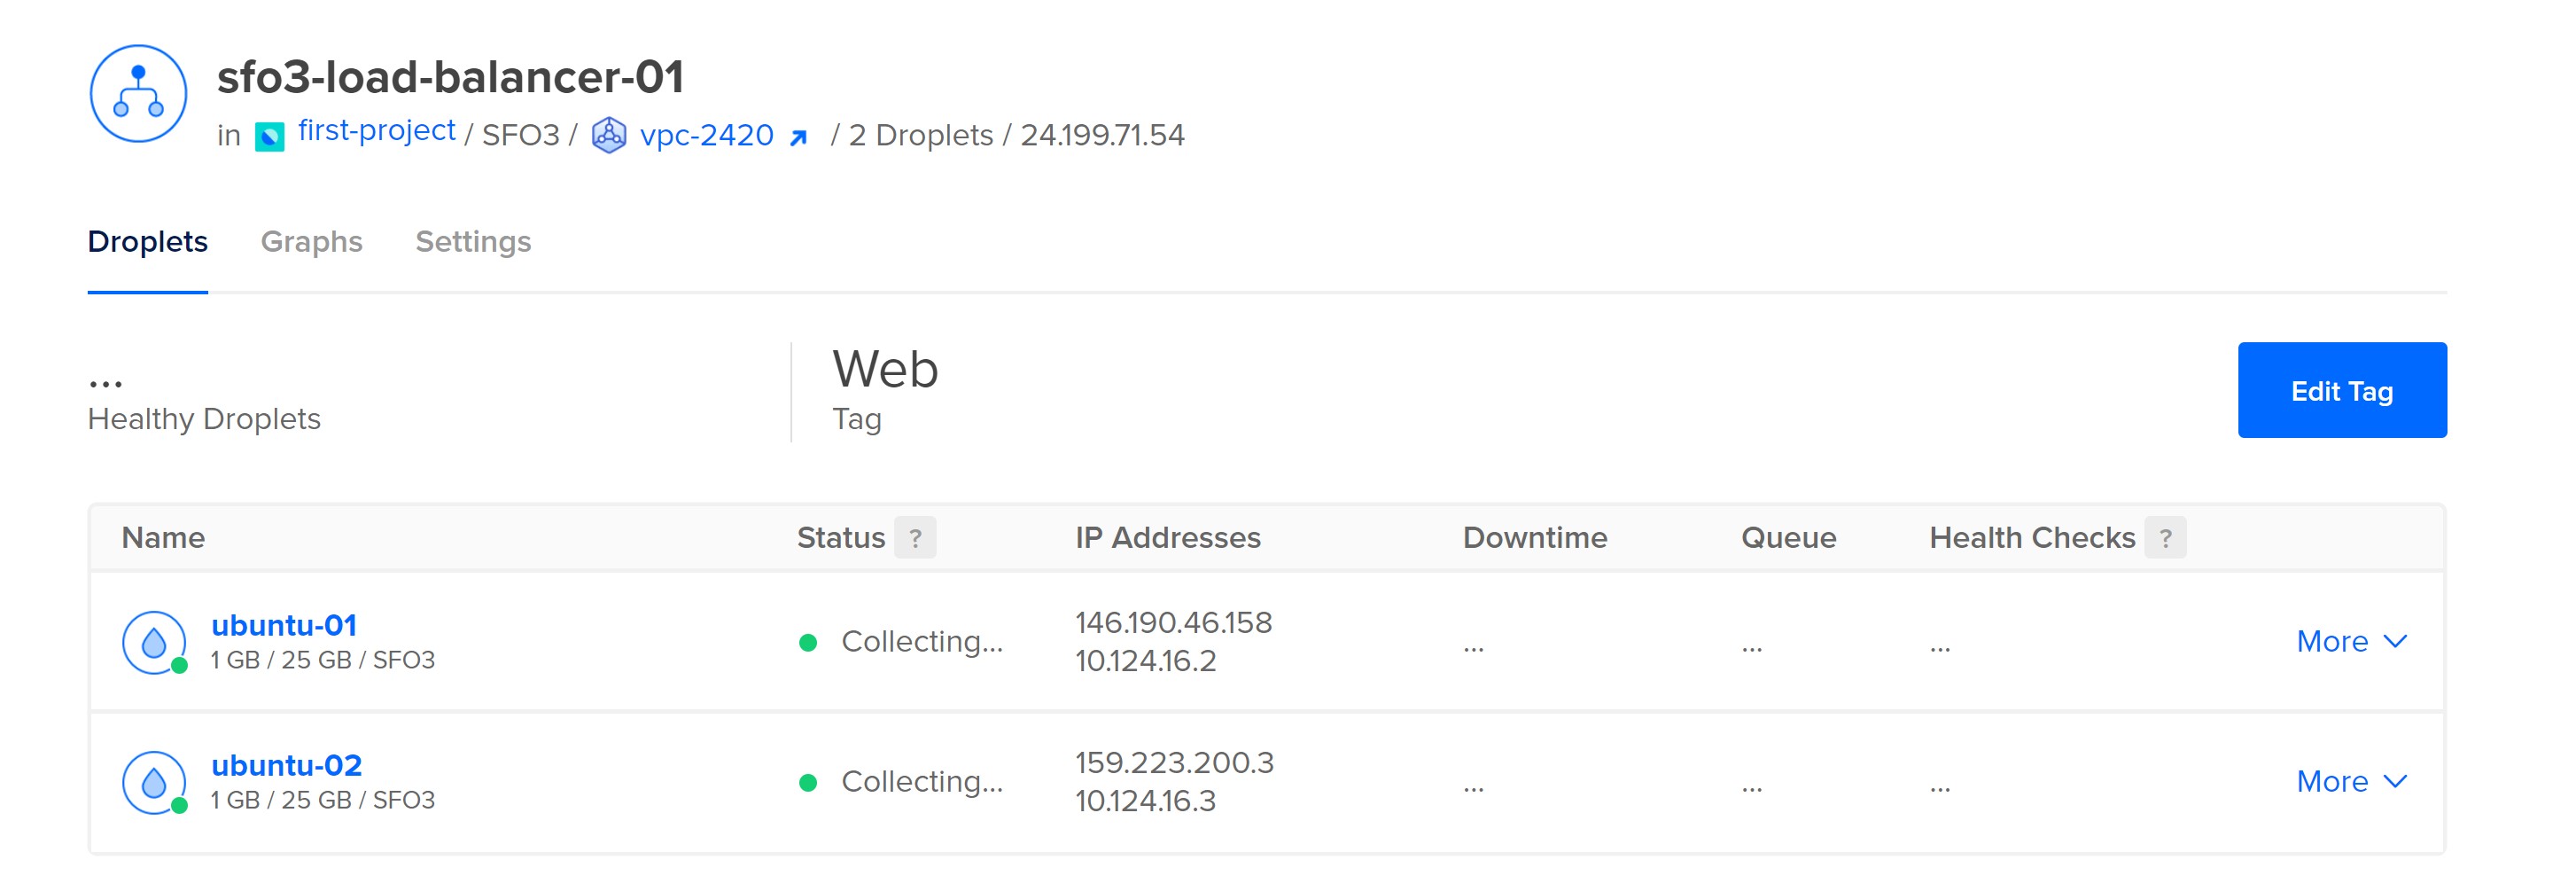 sfo3-load-balancer-01
in first-project / SFO3 / vpc-2420 / 2 Droplets / 24.199.71.54
Droplets Graphs Settings
...
Healthy Droplets
Web
Tag
Edit Tag
Name Status ? IP Addresses Downtime Queue Health Checks ?
ubuntu-01
1 GB / 25 GB / SFO3
Collecting...
146.190.46.158
10.124.16.2
... ... ... More
ubuntu-02
1 GB / 25 GB / SFO3
Collecting...
159.223.200.3
10.124.16.3
... ... ... More